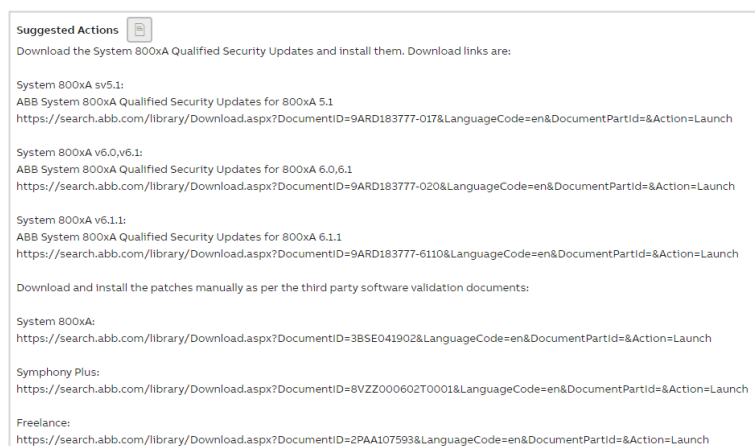 Suggested Actions
Download the System 800xA Qualified Security Updates and install them. Download links are:
System 800xA sv5.1:
ABB System 800xA Qualified Security Updates for 800xA 5.1
https://search.abb.com/library/Download.aspx?DocumentID=9ARD183777-017&LanguageCode=en&DocumentPartId=&Action=Launch
System 800xA v6.0,v6.1:
ABB System 800xA Qualified Security Updates for 800xA 6.0,6.1
https://search.abb.com/library/Download.aspx?DocumentID=9ARD183777-020&LanguageCode=en&DocumentPartId=&Action=Launch
System 800xA v6.1.1:
ABB System 800xA Qualified Security Updates for 800xA 6.1.1
https://search.abb.com/library/Download.aspx?DocumentID=9ARD183777-6110&LanguageCode=en&DocumentPartId=&Action=Launch
Download and install the patches manually as per the third party software validation documents:
System 800xA:
https://search.abb.com/library/Download.aspx?DocumentID=3BSE041902&LanguageCode=en&DocumentPartId=&Action=Launch
Symphony Plus:
https://search.abb.com/library/Download.aspx?DocumentID=8VZZ000602T0001&LanguageCode=en&DocumentPartId=&Action=Launch
Freelance:
https://search.abb.com/library/Download.aspx?DocumentID=2PAA107593&LanguageCode=en&DocumentPartId=&Action=Launch